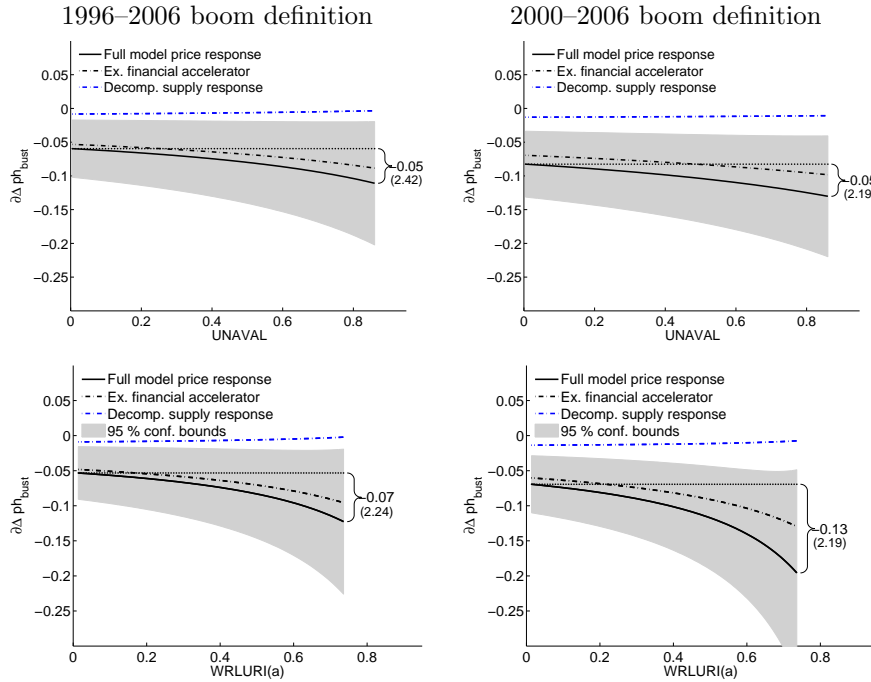 1996–2006 boom definition
2000–2006 boom definition
Full model price response
Ex. financial accelerator
Decomp. supply response
0.05
0
−0.05
−0.1
−0.15
−0.2
−0.25
∂Δ ph_bust
−0.05
(2.42)
0
0.2
0.4
0.6
0.8
UNAVAL
Full model price response
Ex. financial accelerator
Decomp. supply response
0.05
0
−0.05
−0.1
−0.15
−0.2
−0.25
∂Δ ph_bust
−0.05
(2.19
0
0.2
0.4
0.6
0.8
UNAVAL
Full model price response
Ex. financial accelerator
Decomp. supply response
95 % conf. bounds
0.05
0
−0.05
−0.1
−0.15
−0.2
−0.25
∂Δ ph_bust
−0.07
(2.24)
0
0.2
0.4
0.6
0.8
WRLURI(a)
Full model price response
Ex. financial accelerator
Decomp. supply response
95 % conf. bounds
0.05
0
−0.05
−0.1
−0.15
−0.2
−0.25
∂Δ ph_bust
−0.13
(2.19)
0
0.2
0.4
0.6
0.8
WRLURI(a)